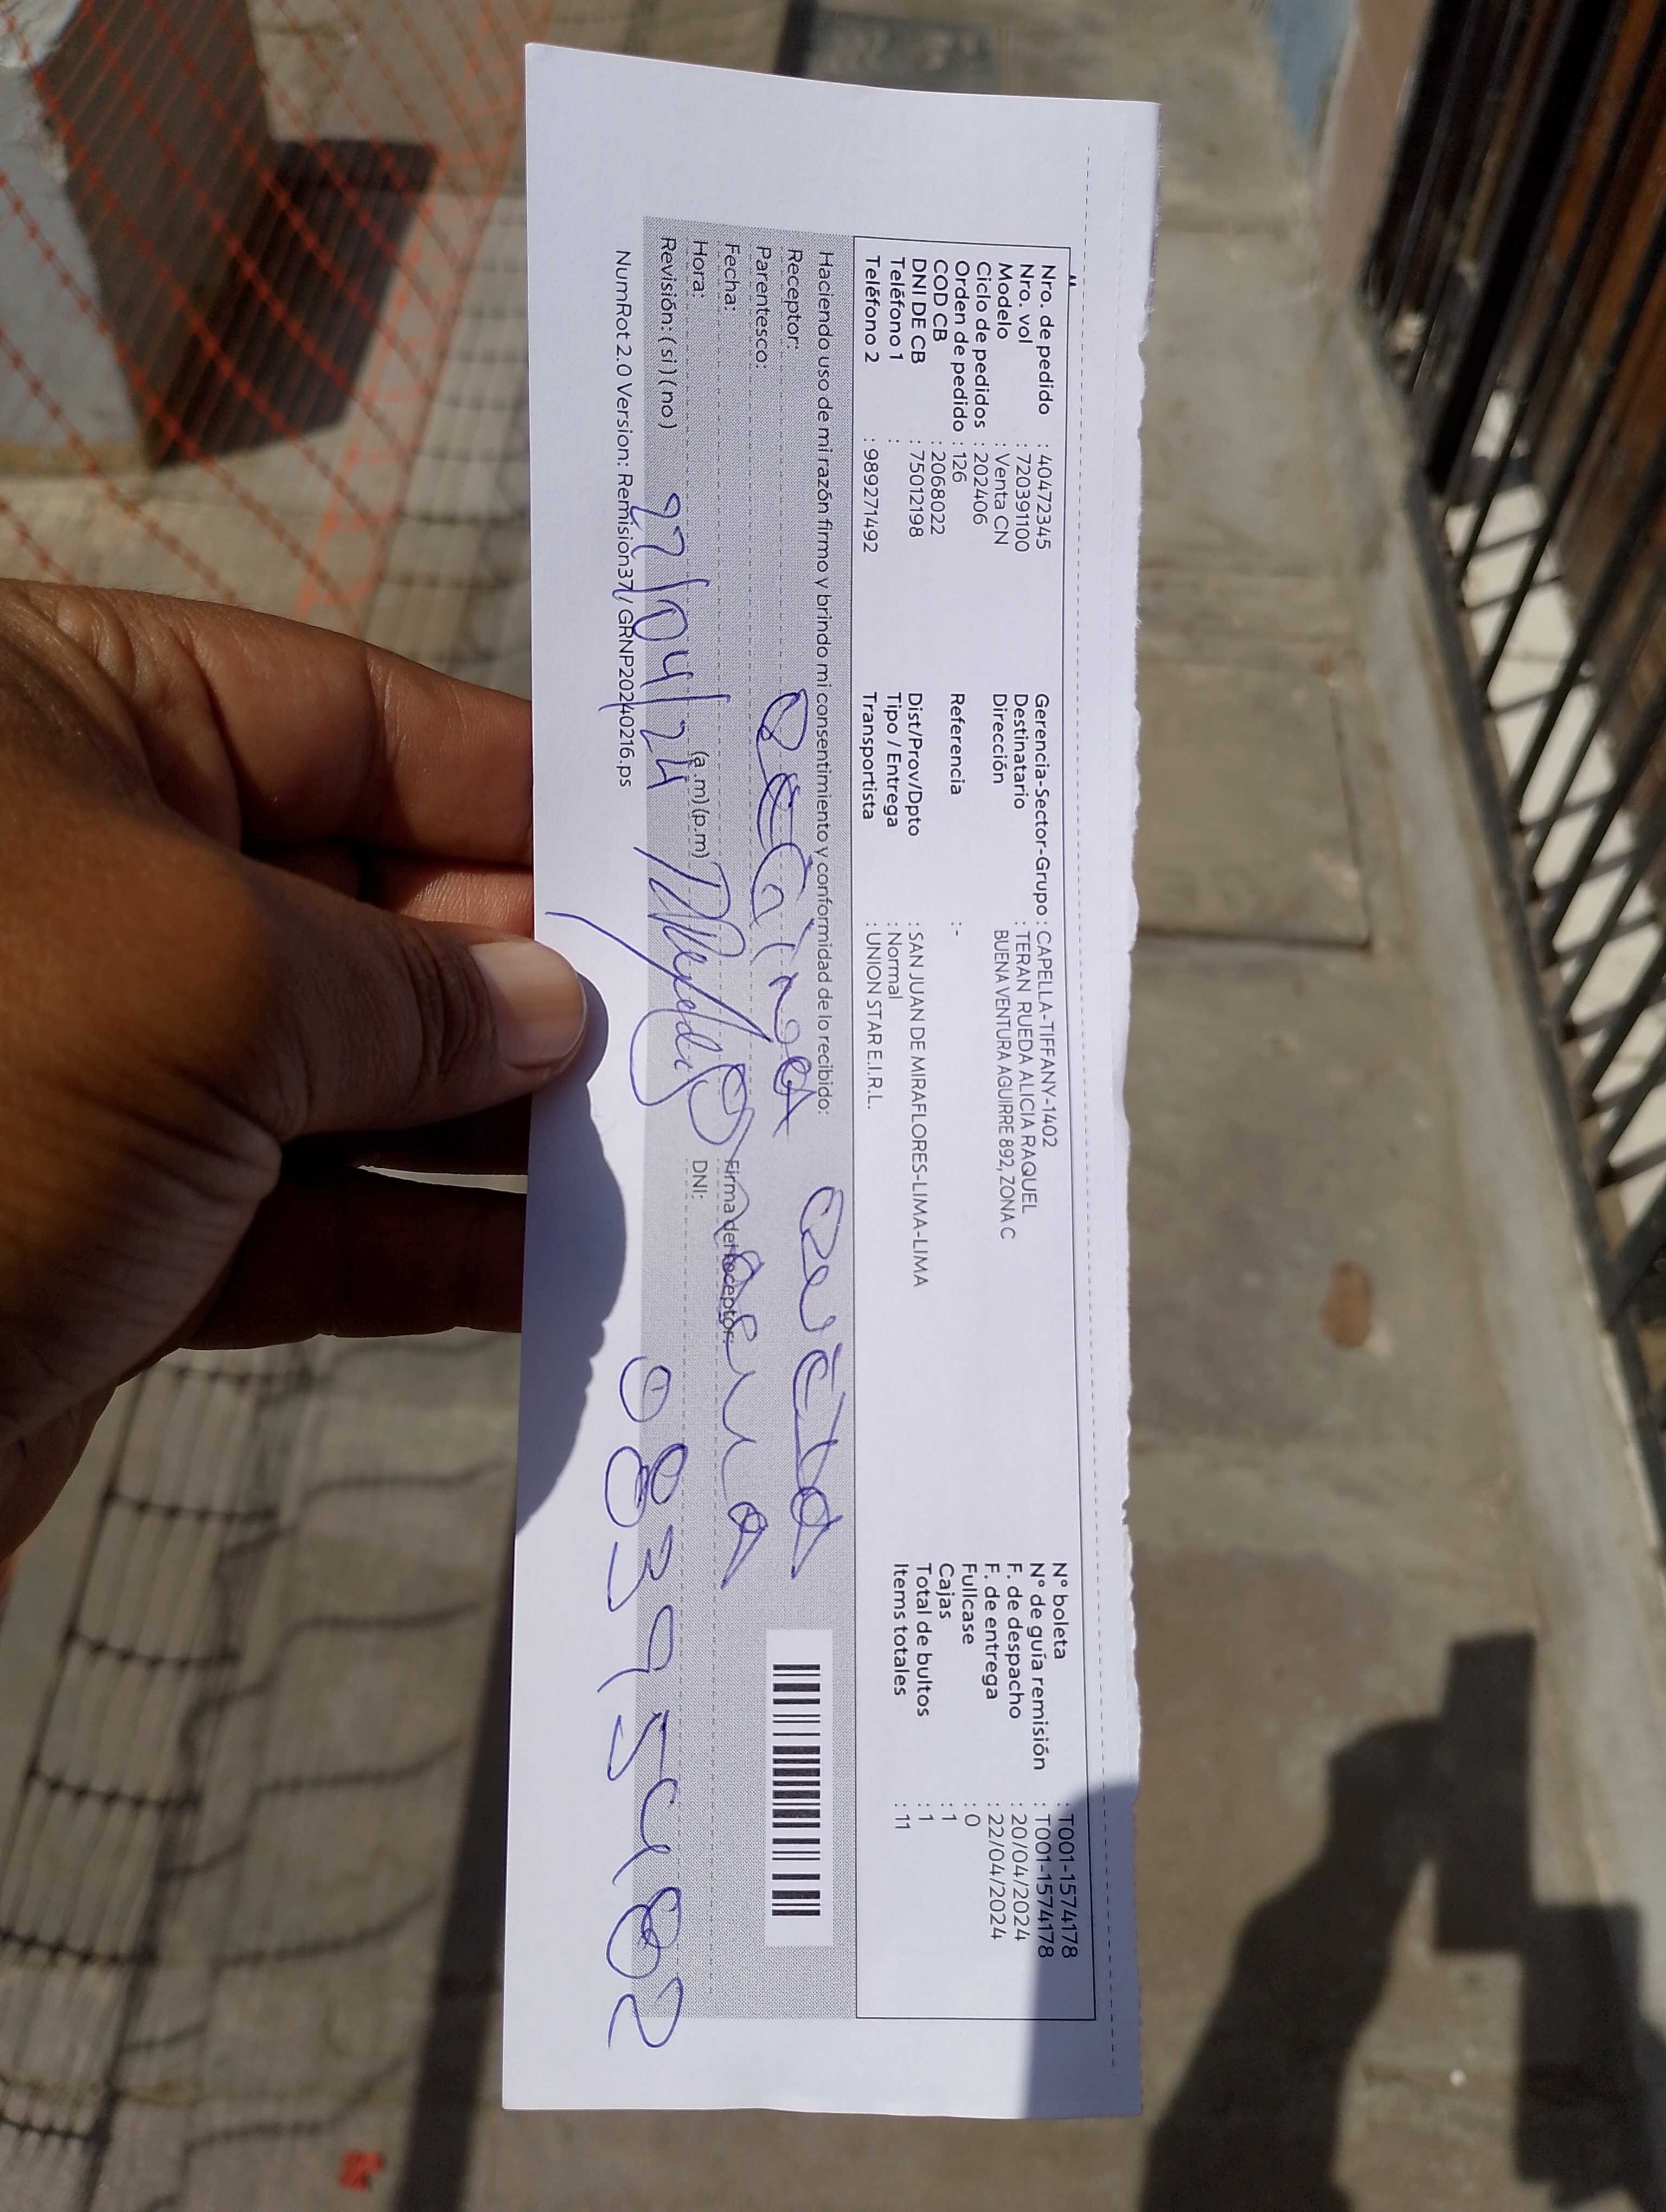 Nro. de pedido : 40472345
Nro. vol : 720391100
Modelo : Venta CN
Ciclo de pedidos : 202406
Orden de pedido : 126
COD CB : 2068022
DNI DE CB : 75012198
Teléfono 1 :
Teléfono 2 : 989271492
Gerencia-Sector-Grupo : CAPELLA-TIFFANY-1402
Destinatario : TERAN RUEDA ALICIA RAQUEL
Dirección BUENA VENTURA AGUIRRE 892, ZONA C
Referencia :-
Dist/Prov/Dpto : SAN JUAN DE MIRAFLORES-LIMA-LIMA
Tipo / Entrega : Normal
Transportista : UNION STAR E.I.R.L.
N° boleta : T001-1574178
N° de guía remisión : T001-1574178
F. de despacho : 20/04/2024
F. de entrega : 22/04/2024
Fullcase : 0
Cajas : 1
Total de bultos : 1
Items totales : 11
Haciendo uso de mi razón firmo y brindo mi consentimiento y conformidad de lo recibido:
Receptor:
Parentesco:
Fecha:
Firma del receptor:
Hora: (a.m) (p.m)
DNI:
Revisión: (si) (no) 22/04/24
NumRot 2.0 Version: Remision37/ GRNP20240216.ps